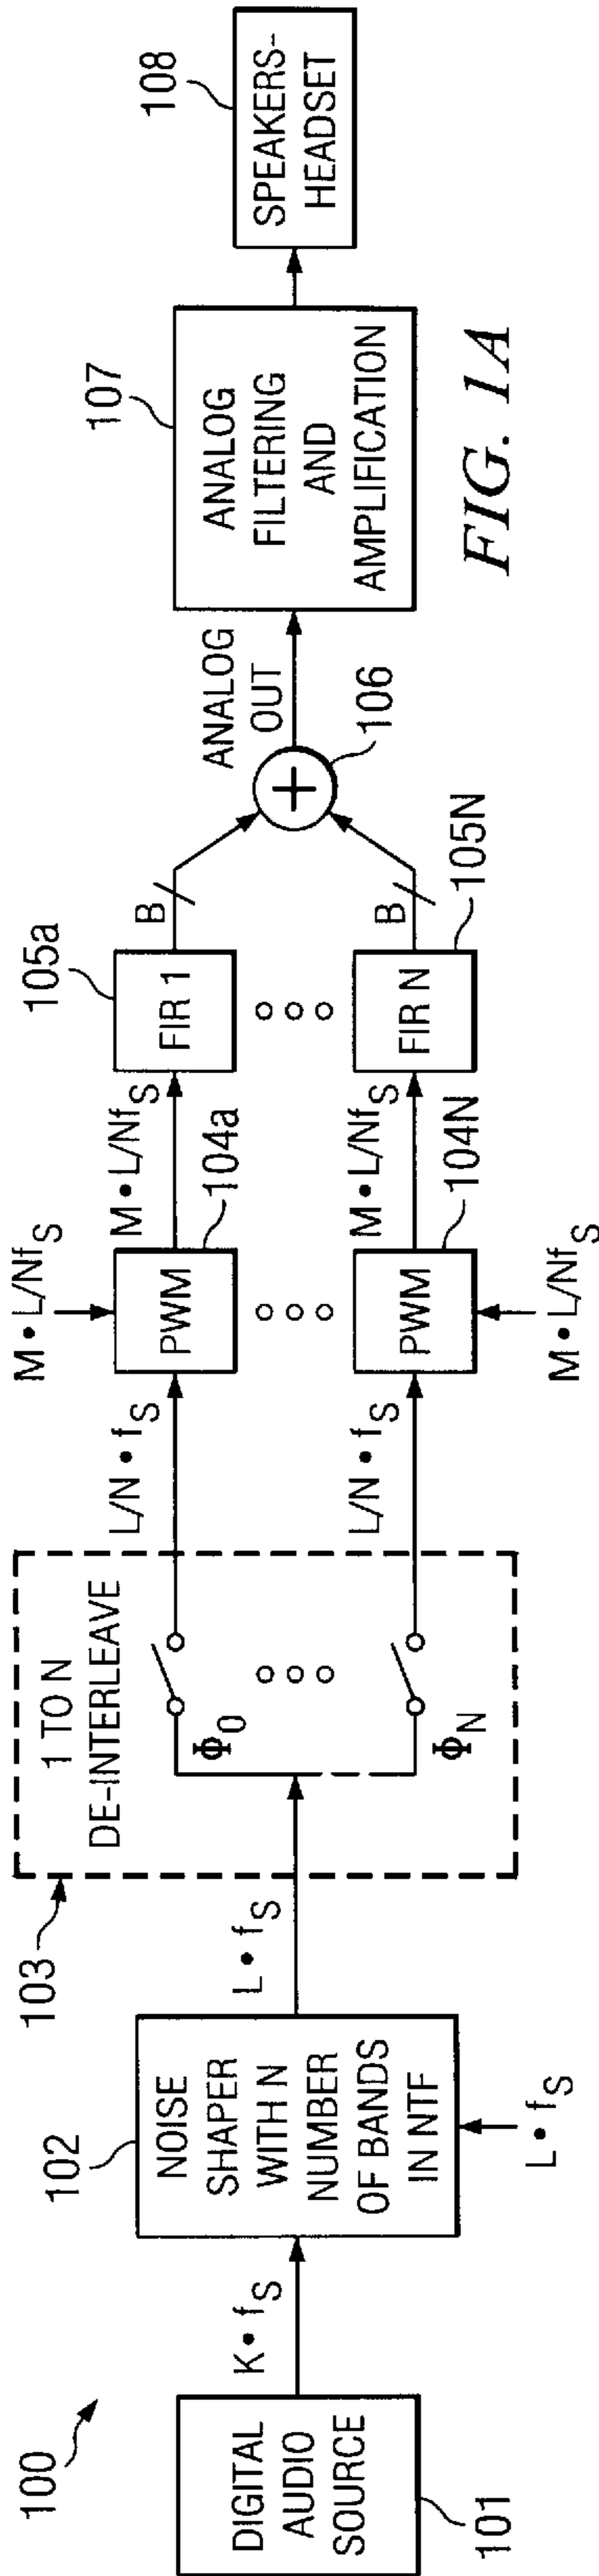 100
DIGITAL
AUDIO
SOURCE
101
K • fS
102
NOISE
SHAPER
WITH N
NUMBER
OF BANDS
IN NTF
L • fS
L • fS
103
1 TO N
DE-INTERLEAVE
Φ0
ΦN
L/N • fS
L/N • fS
M • L/NfS
PWM
104a
PWM
104N
M • L/NfS
M • L/NfS
M • L/NfS
105a
FIR 1
FIR N
105N
B
B
106
ANALOG
OUT
107
ANALOG
FILTERING
AND
AMPLIFICATION
108
SPEAKERS-
HEADSET
FIG. 1A